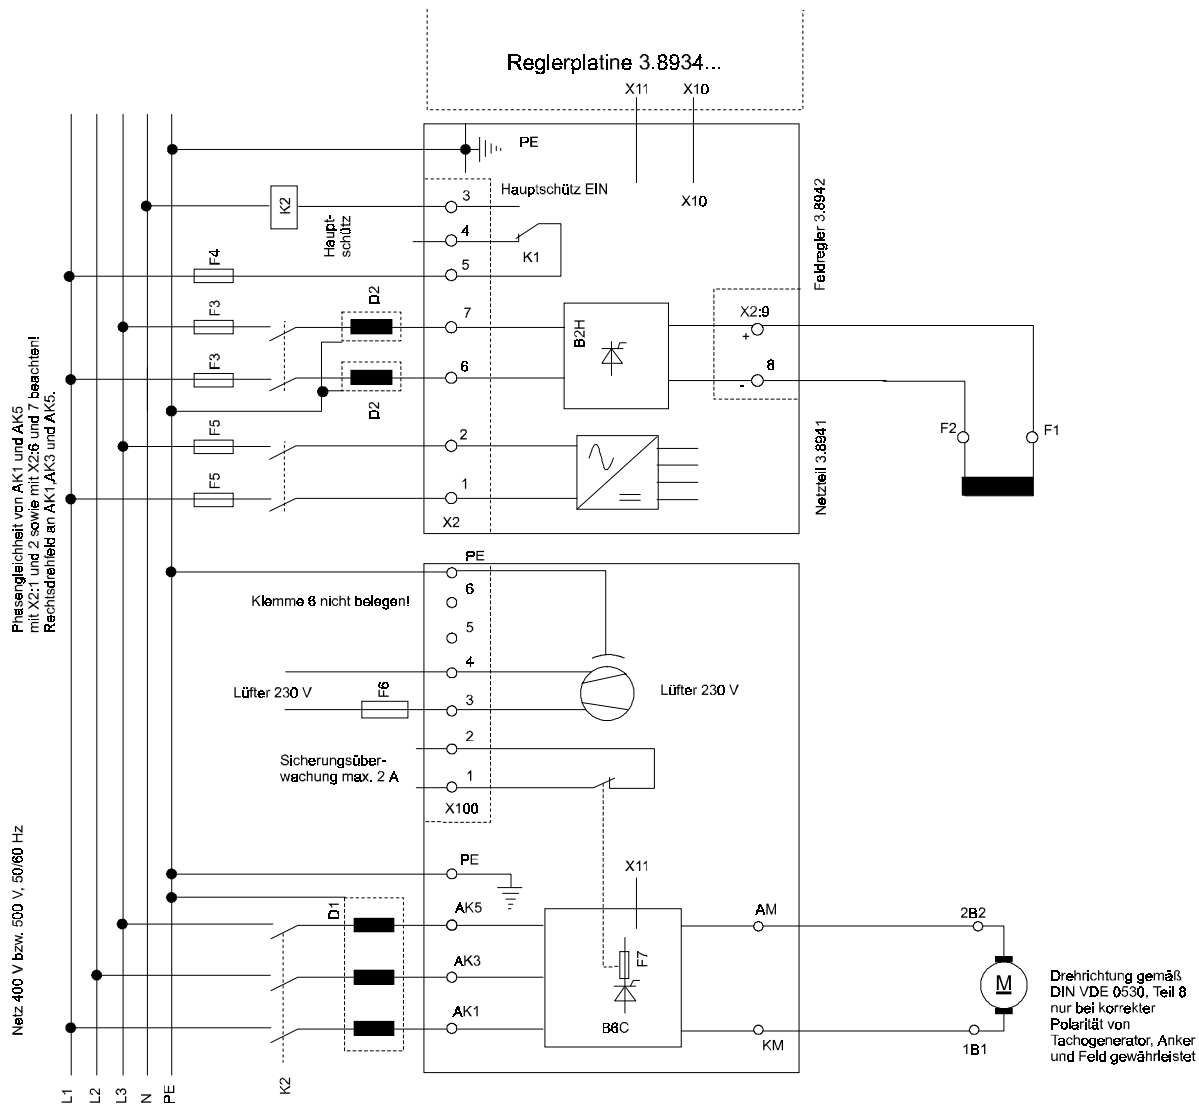 Reglerplatine 3.8934...
X11
X10
PE
Hauptschütz EIN
X10
Feldregler 3.8942
K2
3
Haupt-
schütz
4
K1
F4
5
F3
D2
7
B2H
X2:9
+
F3
6
8
-
D2
Netzteil 3.8941
F5
2
F2
F1
F5
1
X2
Phasengleichheit von AK1 und AK5
mit X2:1 und 2 sowie mit X2:6 und 7 beachten!
Rechtsdrehfeld an AK1,AK3 und AK5.
PE
6
Klemme 6 nicht belegen!
5
4
Lüfter 230 V
F6
3
Lüfter 230 V
2
Sicherungsüber-
wachung max. 2 A
1
X100
Netz 400 V bzw. 500 V, 50/60 Hz
PE
X11
D1
AK5
AM
2B2
F7
AK3
M
AK1
B6C
KM
1B1
Drehrichtung gemäß
DIN VDE 0530, Teil 8
nur bei korrekter
Polarität von
Tachogenerator, Anker
und Feld gewährleistet
L1
L2
L3
N
PE
K2